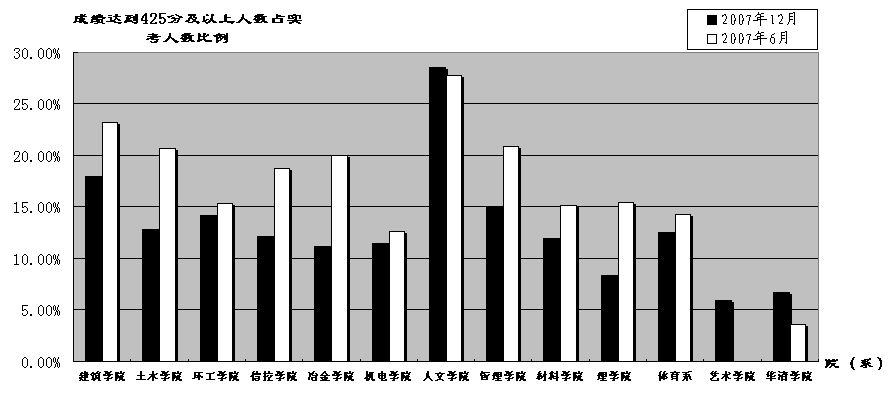 成绩达到425分及以上人数占实
考人数比例
2007年12月
2007年6月
30.00%
25.00%
20.00%
15.00%
10.00%
5.00%
0.00%
建筑学院 土木学院 环工学院 信控学院 冶金学院 机电学院 人文学院 管理学院 材料学院 理学院 体育系 艺术学院 华清学院
院（系）